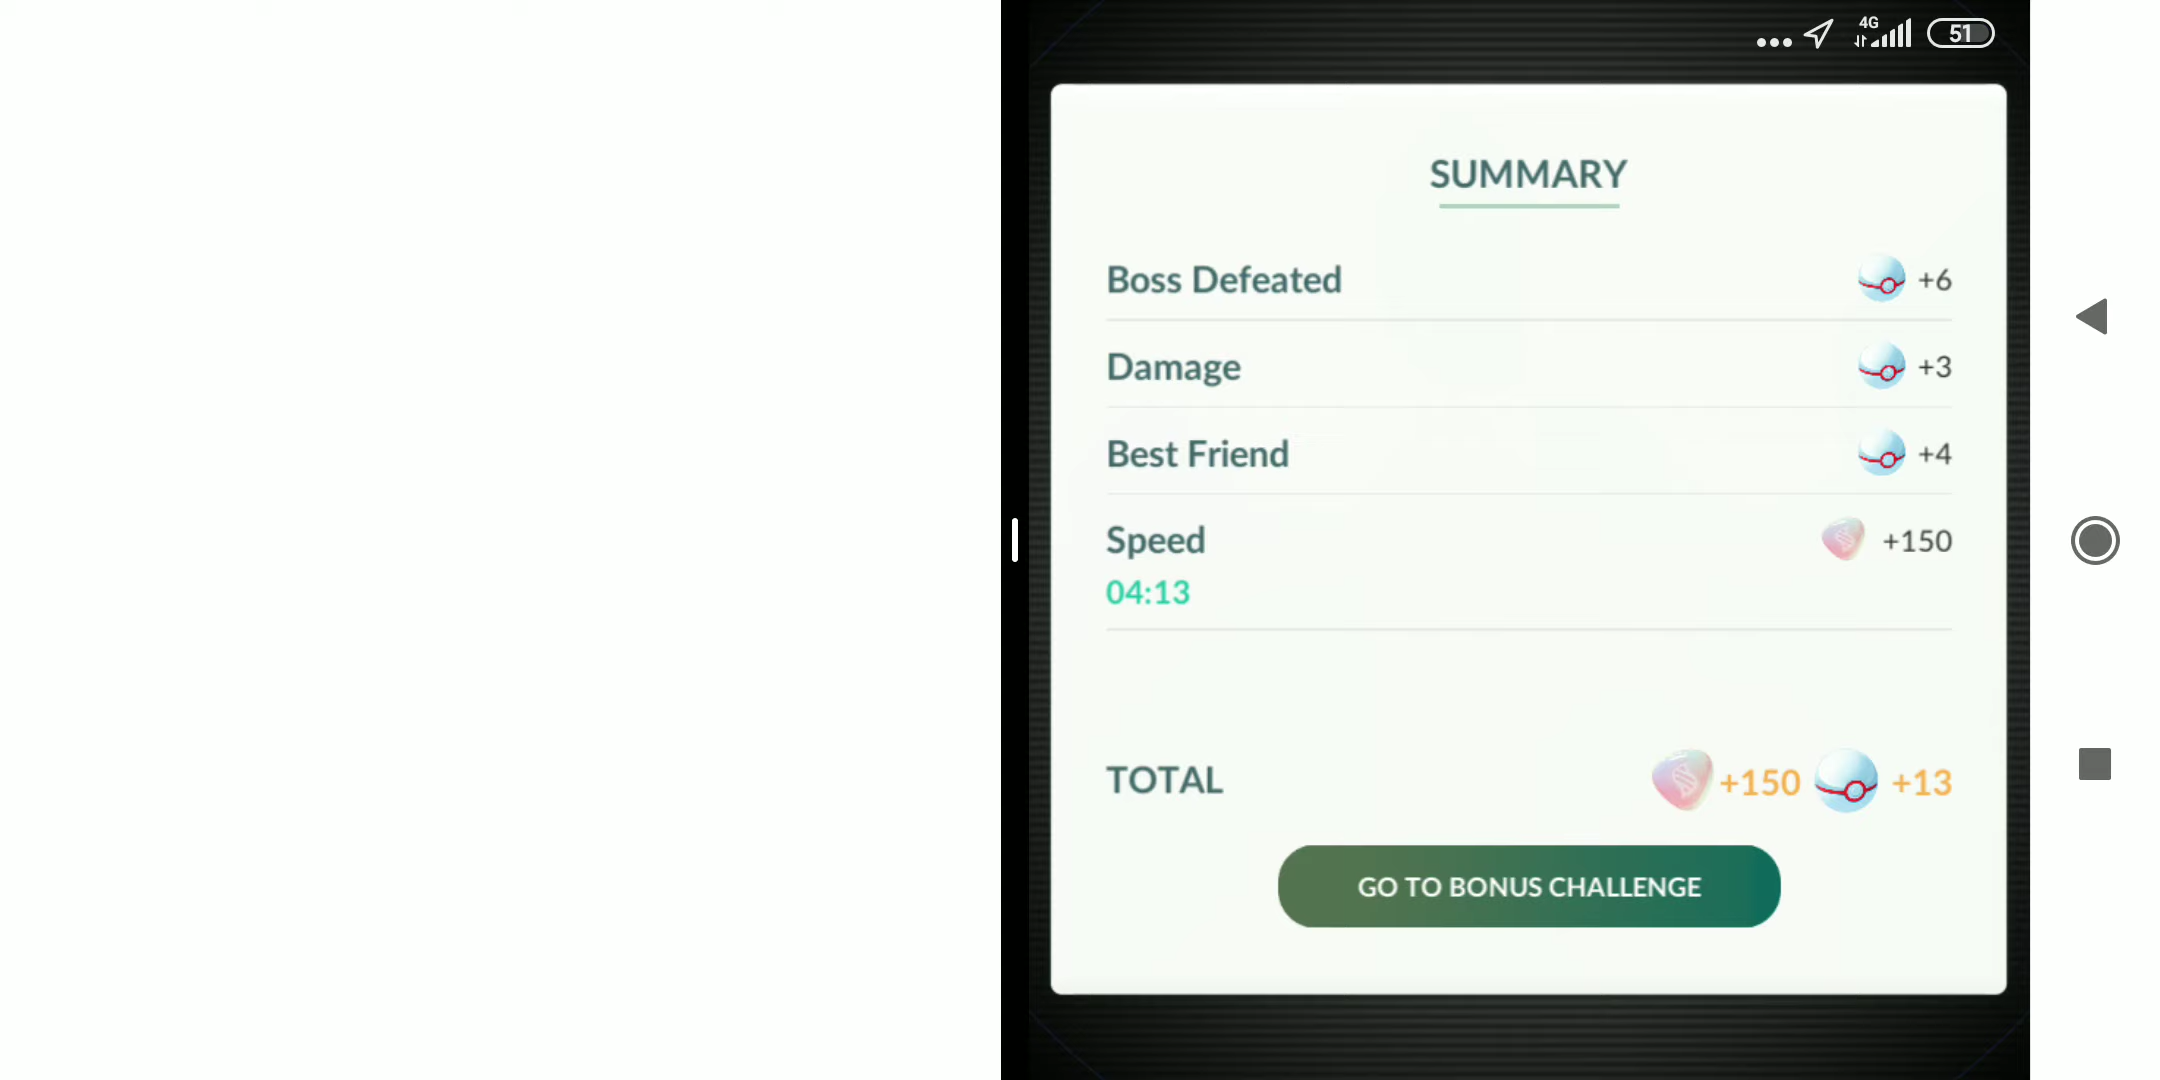 4G
51
SUMMARY
Boss Defeated +6
Damage +3
Best Friend +4
Speed +150
04:13
TOTAL +150 +13
GO TO BONUS CHALLENGE